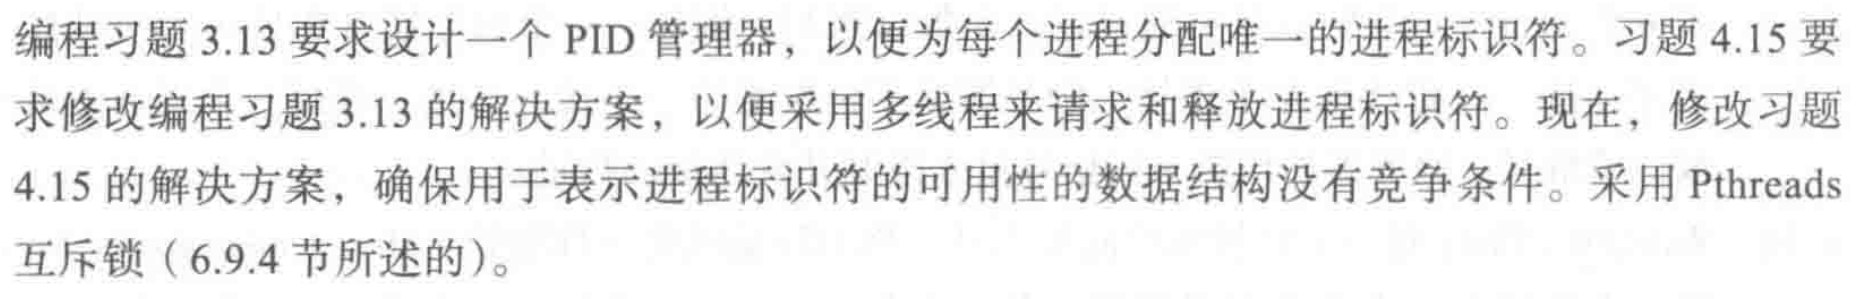 编程习题 3.13 要求设计一个 PID 管理器，以便为每个进程分配唯一的进程标识符。习题 4.15 要
求修改编程习题 3.13 的解决方案，以便采用多线程来请求和释放进程标识符。现在，修改习题
4.15 的解决方案，确保用于表示进程标识符的可用性的数据结构没有竞争条件。采用 Pthreads
互斥锁（6.9.4 节所述的）。